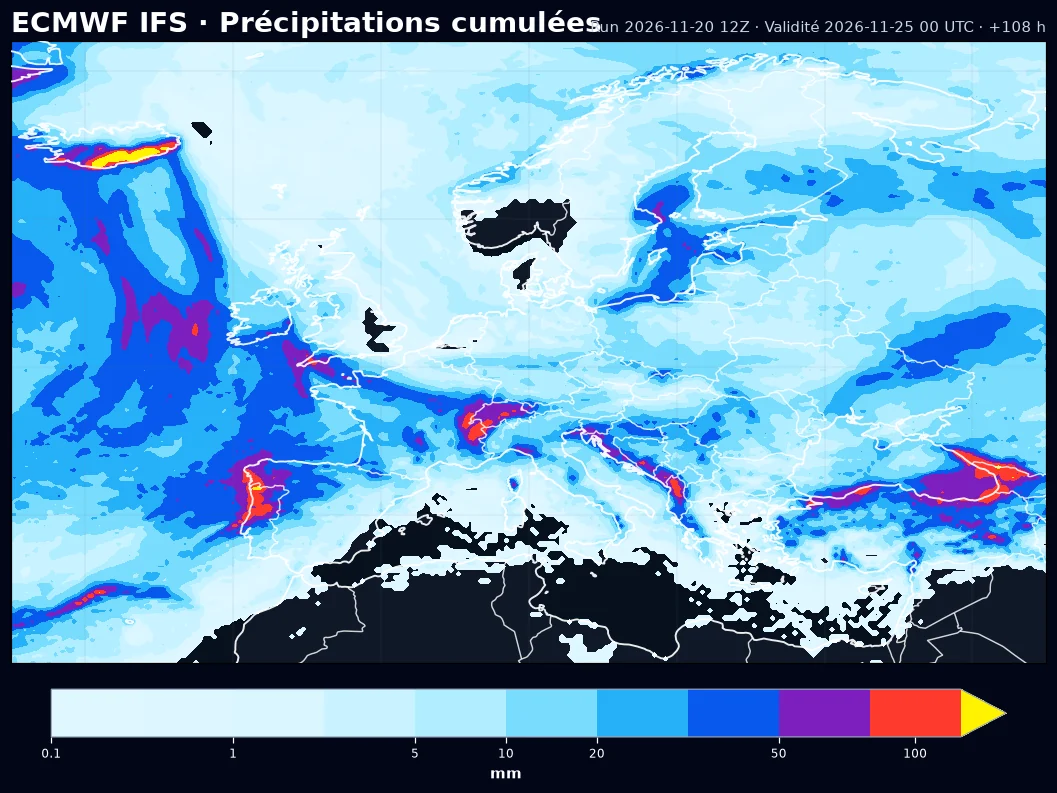 ECMWF IFS · Précipitations cumulées
Run 2026-11-20 12Z · Validité 2026-11-25 00 UTC · +108 h
0.1 1 5 10 20 50 100
mm